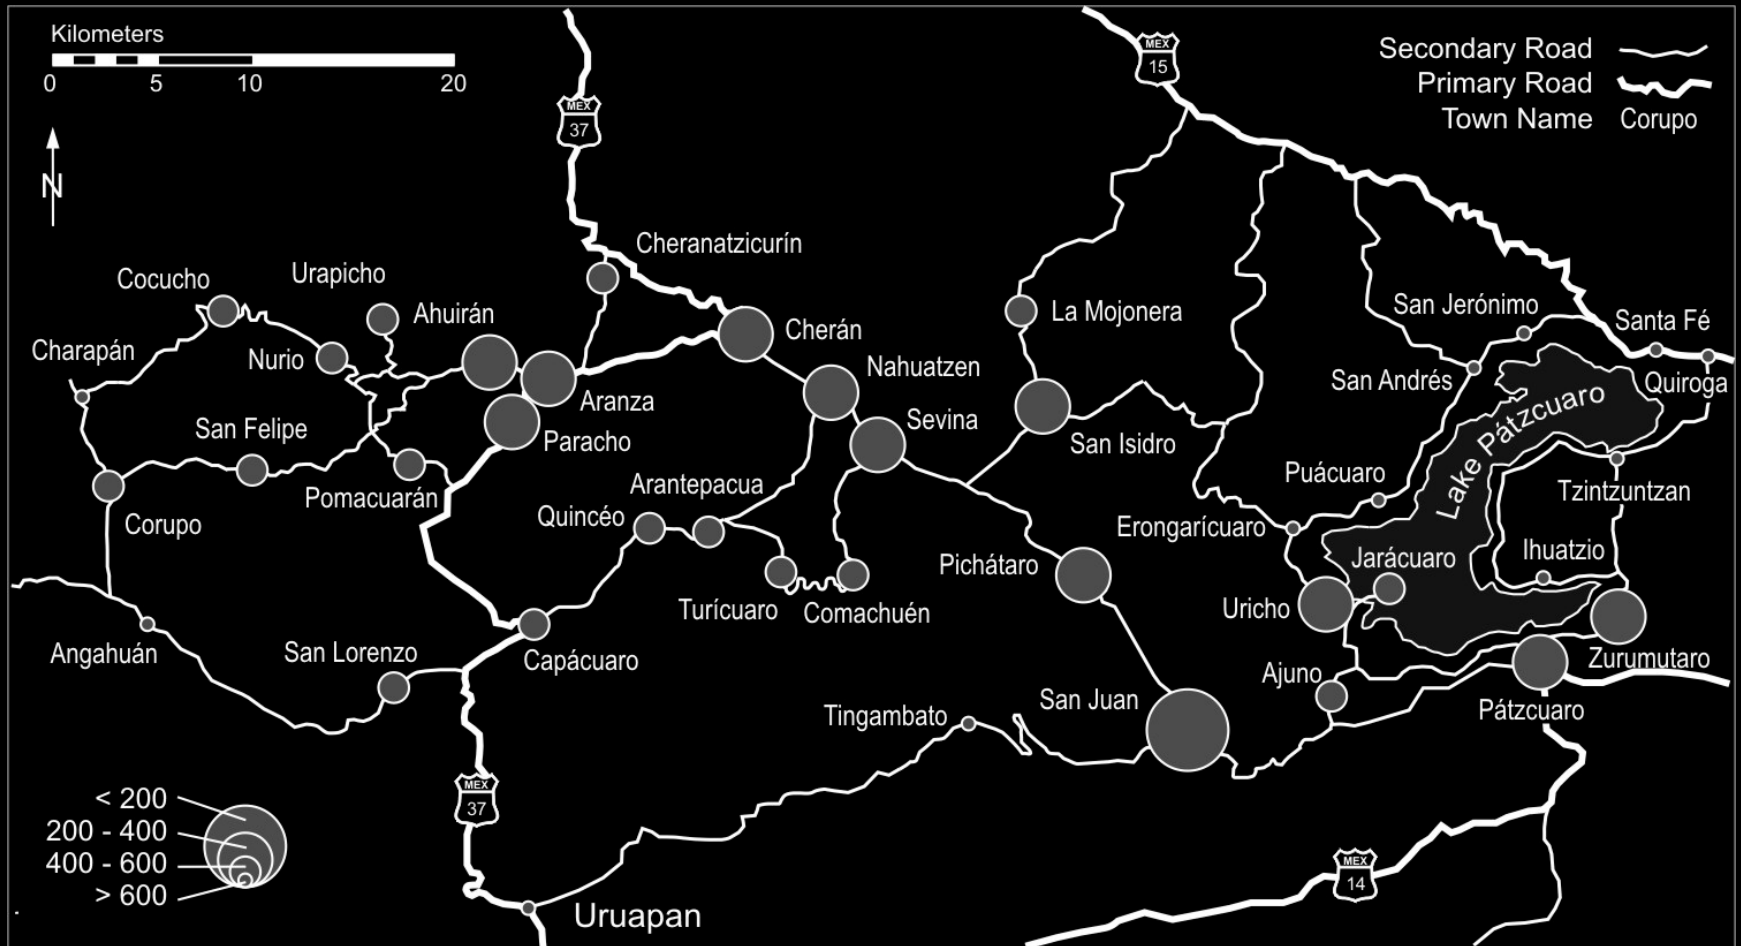 Kilometers
0 5 10 20
N
MEX
37
MEX
15
Secondary Road
Primary Road
Town Name Corupo
Cheranatzicurín
Cocucho
Urapicho
Ahuirán
Charapán
Nurio
Cherán
La Mojonera
San Jerónimo
Santa Fé
Nahuatzen
Aranza
San Andrés
Quiroga
San Felipe
Paracho
Sevina
San Isidro
Lake Pátzcuaro
Pomacuarán
Arantepacua
Puácuaro
Tzintzuntzan
Corupo
Quincéo
Erongarícuaro
Ihuatzio
Pichátaro
Jarácuaro
Turícuaro
Comachuén
Uricho
Angahuán
San Lorenzo
Capácuaro
Zurumutaro
Ajuno
San Juan
Pátzcuaro
Tingambato
MEX
37
< 200
200 - 400
400 - 600
> 600
MEX
14
Uruapan